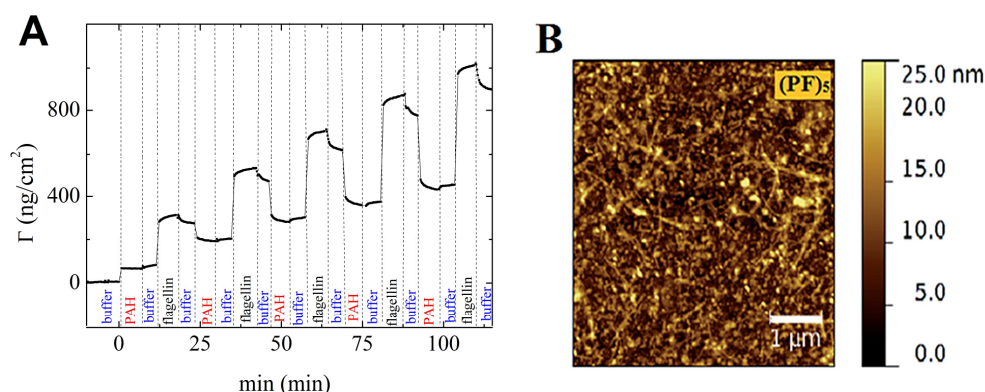 A
Γ (ng/cm²)
800
400
0
buffer
PAH
buffer
flagellin
buffer
PAH
buffer
flagellin
buffer
PAH
buffer
flagellin
buffer
PAH
buffer
flagellin
buffer
PAH
buffer
flagellin
buffer
0 25 50 75 100
min (min)
B
(PF)5
1 µm
25.0 nm
20.0
15.0
10.0
5.0
0.0